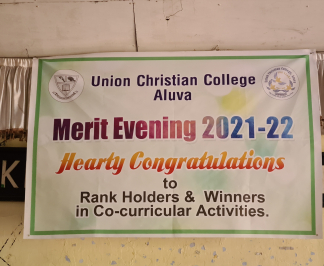 Union Christian College
Aluva
Merit Evening 2021-22
Hearty Congratulations
to
Rank Holders & Winners
in Co-curricular Activities.
K